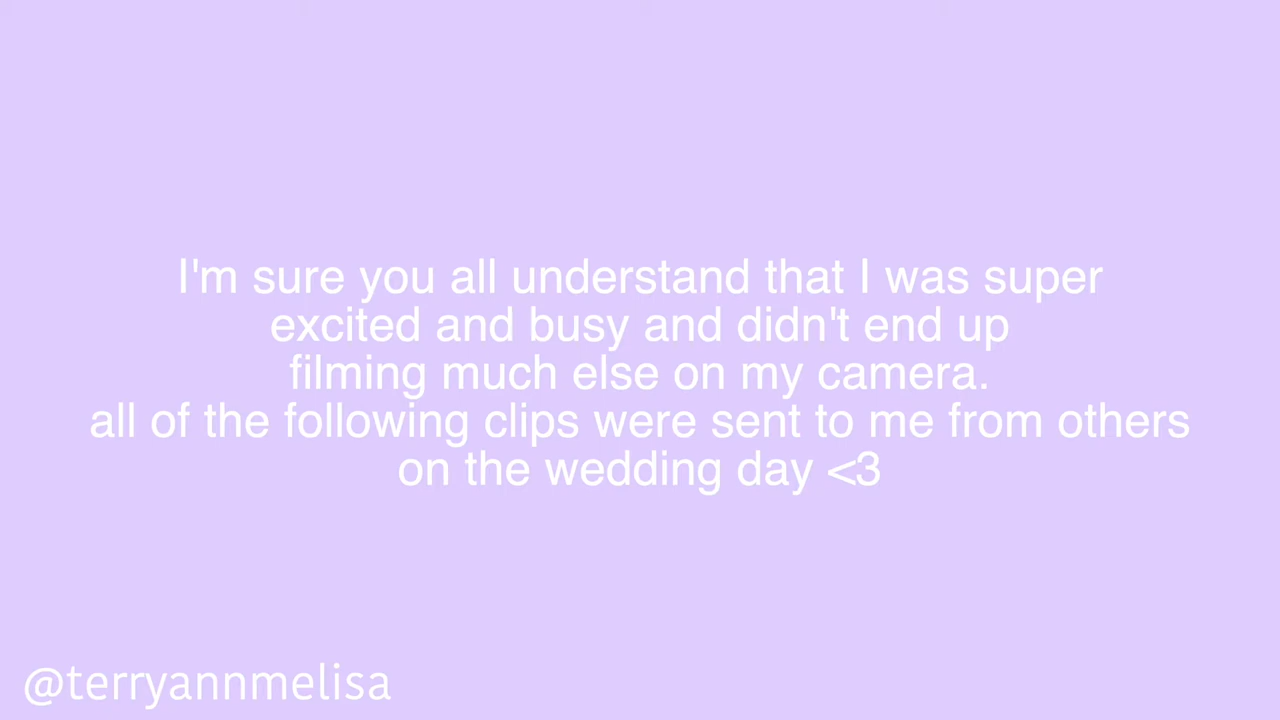 I'm sure you all understand that I was super
excited and busy and didn't end up
filming much else on my camera.
all of the following clips were sent to me from others
on the wedding day <3
@terryannmelisa